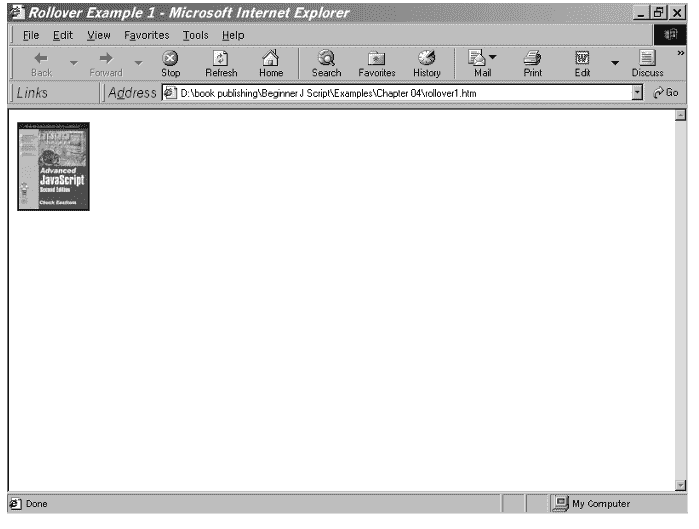 Rollover Example 1 - Microsoft Internet Explorer
File Edit View Favorites Tools Help
Back Forward Stop Refresh Home Search Favorites History Mail Print Edit Discuss »
Links Address D:\book publishing\Beginner J Script\Examples\Chapter 04\rollover1.htm Go
Advanced
JavaScript
Second Edition
Chuck Easttom
Done My Computer